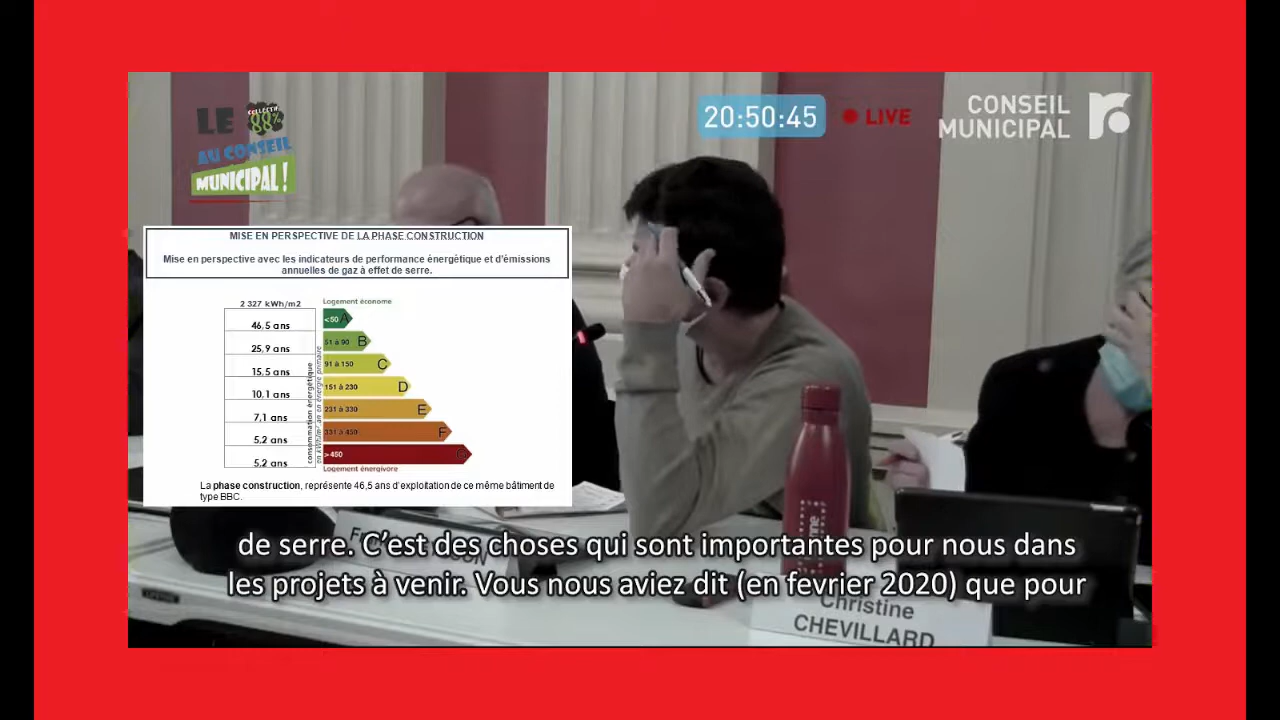 LE
COLLECTIF
88%
AU CONSEIL
MUNICIPAL !
20:50:45
LIVE
CONSEIL
MUNICIPAL
MISE EN PERSPECTIVE DE LA PHASE CONSTRUCTION
Mise en perspective avec les indicateurs de performance énergétique et d'émissions
annuelles de gaz à effet de serre.
2 327 kWh/m2
Logement économe
46,5 ans
<50 A
25,9 ans
51 à 90 B
15,5 ans
91 à 150 C
10,1 ans
151 à 230 D
7,1 ans
231 à 330 E
5,2 ans
331 à 450 F
5,2 ans
>450 G
consommation énergétique
en énergie primaire
Logement énergivore
La phase construction, représente 46,5 ans d'exploitation de ce même bâtiment de
type BBC.
de serre. C'est des choses qui sont importantes pour nous dans
les projets à venir. Vous nous aviez dit (en fevrier 2020) que pour
Christine
CHEVILLARD